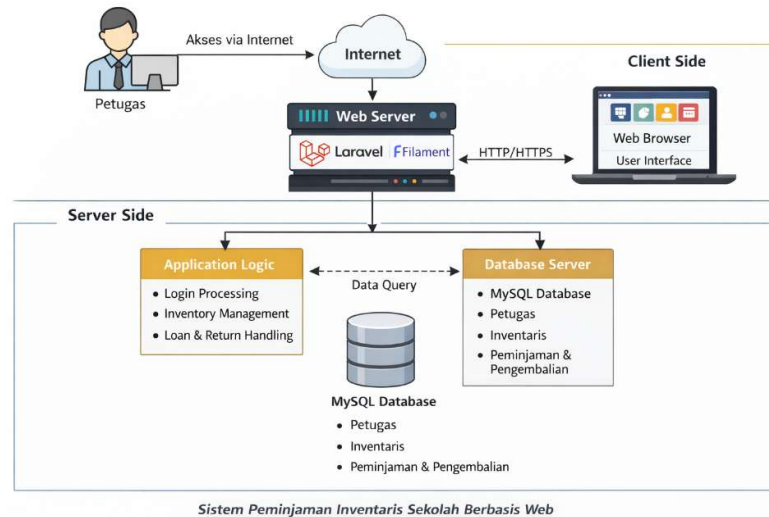 Akses via Internet
Internet
Petugas
Client Side
Web Server
Laravel
Filament
HTTP/HTTPS
Web Browser
User Interface
Server Side
Application Logic
• Login Processing
• Inventory Management
• Loan & Return Handling
Data Query
Database Server
• MySQL Database
• Petugas
• Inventaris
• Peminjaman &
Pengembalian
MySQL Database
• Petugas
• Inventaris
• Peminjaman & Pengembalian
Sistem Peminjaman Inventaris Sekolah Berbasis Web